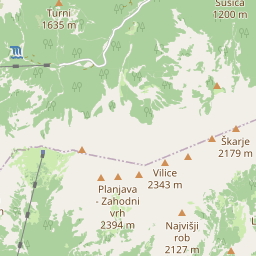 Turni
1635 m
Sušica
1200 m
Škarje
2179 m
Vilice
2343 m
Planjava
- Zahodni
vrh
2394 m
Najvišji
rob
2127 m